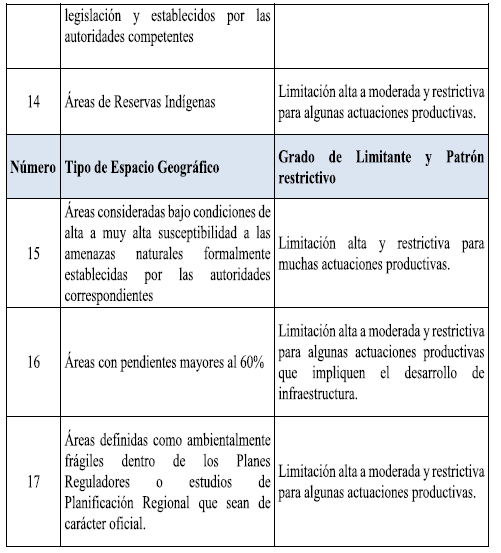 legislación y establecidos por las
autoridades competentes
14
Áreas de Reservas Indígenas
Limitación alta a moderada y restrictiva
para algunas actuaciones productivas.
Número
Tipo de Espacio Geográfico
Grado de Limitante y Patrón
restrictivo
15
Áreas consideradas bajo condiciones de
alta a muy alta susceptibilidad a las
amenazas naturales formalmente
establecidas por las autoridades
correspondientes
Limitación alta y restrictiva para
muchas actuaciones productivas.
16
Áreas con pendientes mayores al 60%
Limitación alta a moderada y restrictiva
para algunas actuaciones productivas
que impliquen el desarrollo de
infraestructura.
17
Áreas definidas como ambientalmente
frágiles dentro de los Planes
Reguladores o estudios de
Planificación Regional que sean de
carácter oficial.
Limitación alta a moderada y restrictiva
para algunas actuaciones productivas.